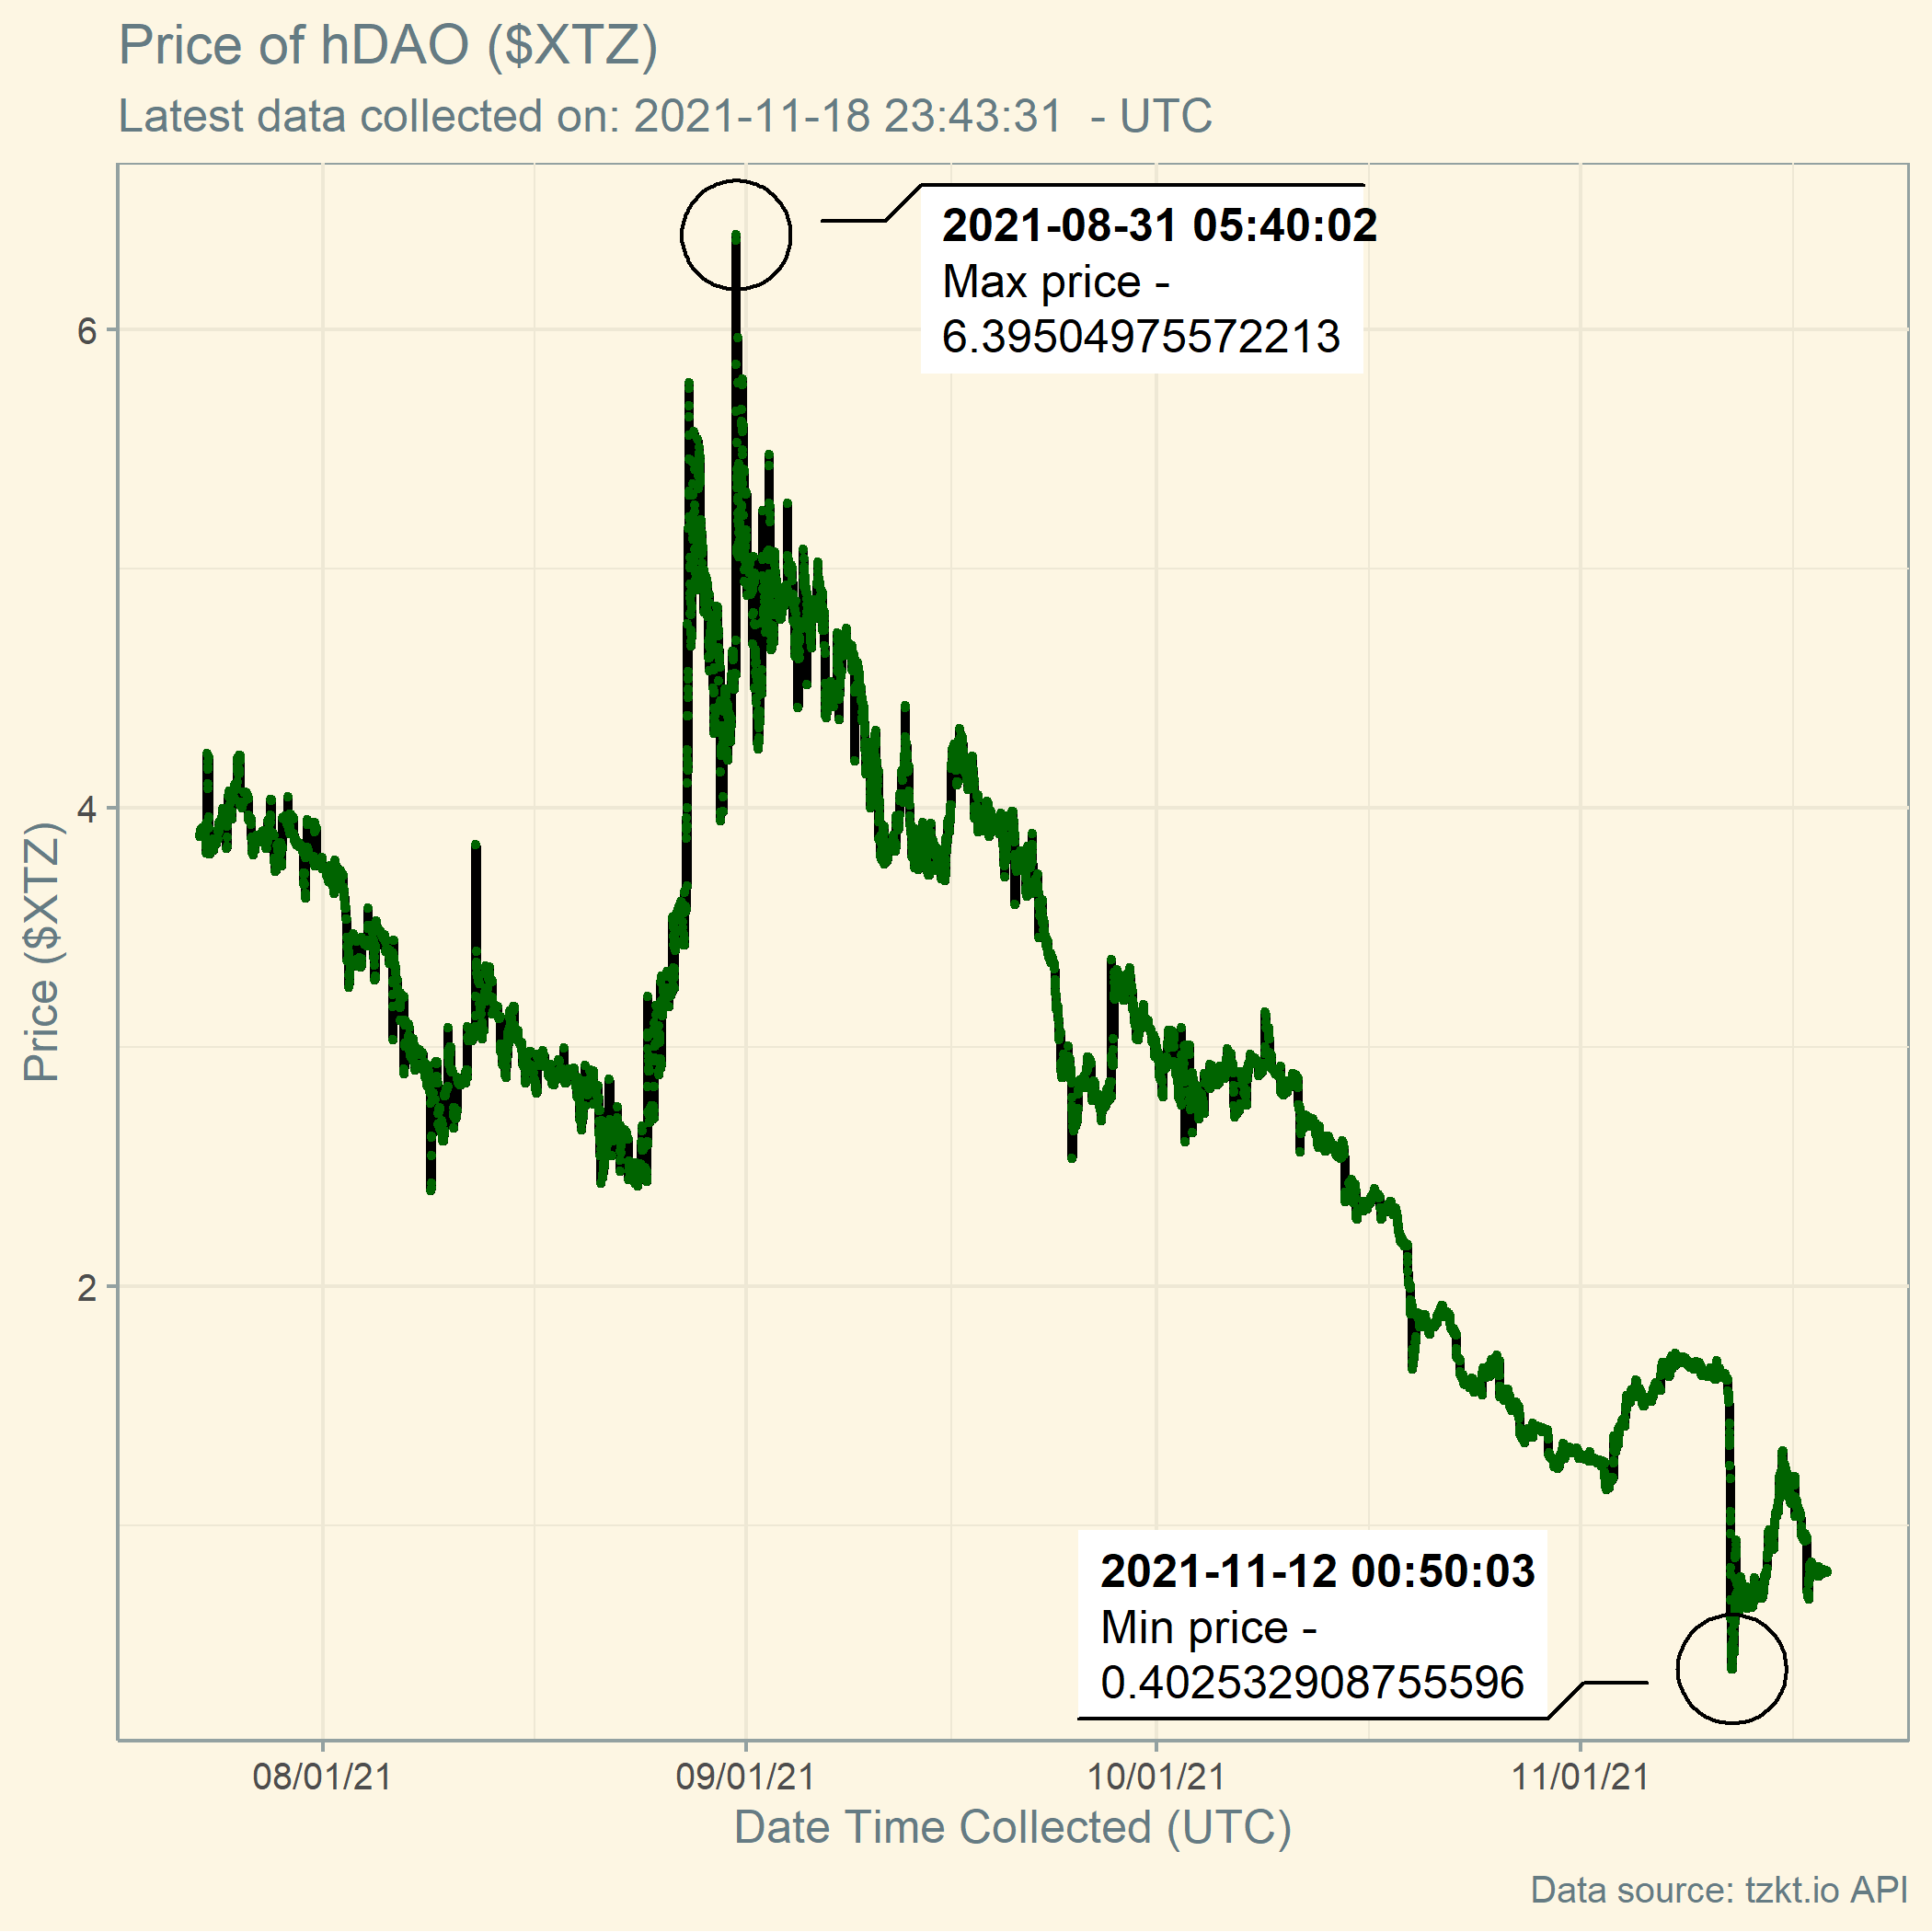 Price of hDAO ($XTZ)
Latest data collected on: 2021-11-18 23:43:31  - UTC
2021-08-31 05:40:02
Max price -
6.39504975572213
6
4
2
Price ($XTZ)
2021-11-12 00:50:03
Min price -
0.402532908755596
08/01/21
09/01/21
10/01/21
11/01/21
Date Time Collected (UTC)
Data source: tzkt.io API